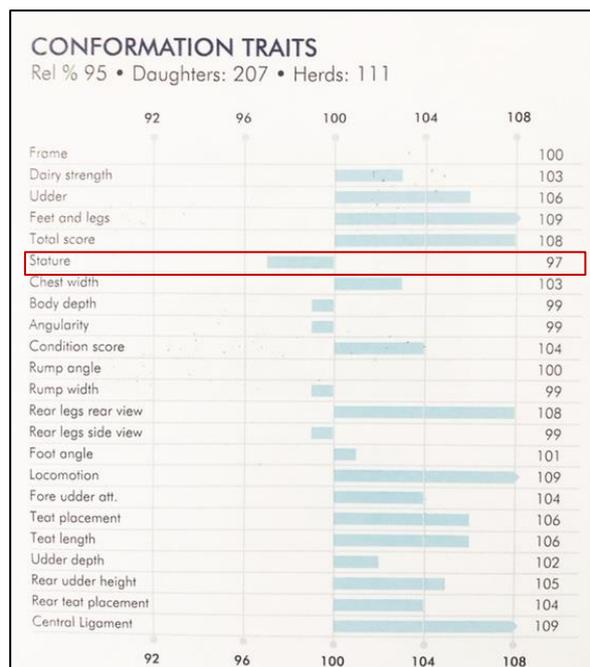 CONFORMATION TRAITS
Rel % 95 • Daughters: 207 • Herds: 111
92 96 100 104 108
Frame 100
Dairy strength 103
Udder 106
Feet and legs 109
Total score 108
Stature 97
Chest width 103
Body depth 99
Angularity 99
Condition score 104
Rump angle 100
Rump width 99
Rear legs rear view 108
Rear legs side view 99
Foot angle 101
Locomotion 109
Fore udder att. 104
Teat placement 106
Teat length 106
Udder depth 102
Rear udder height 105
Rear teat placement 104
Central Ligament 109
92 96 100 104 108